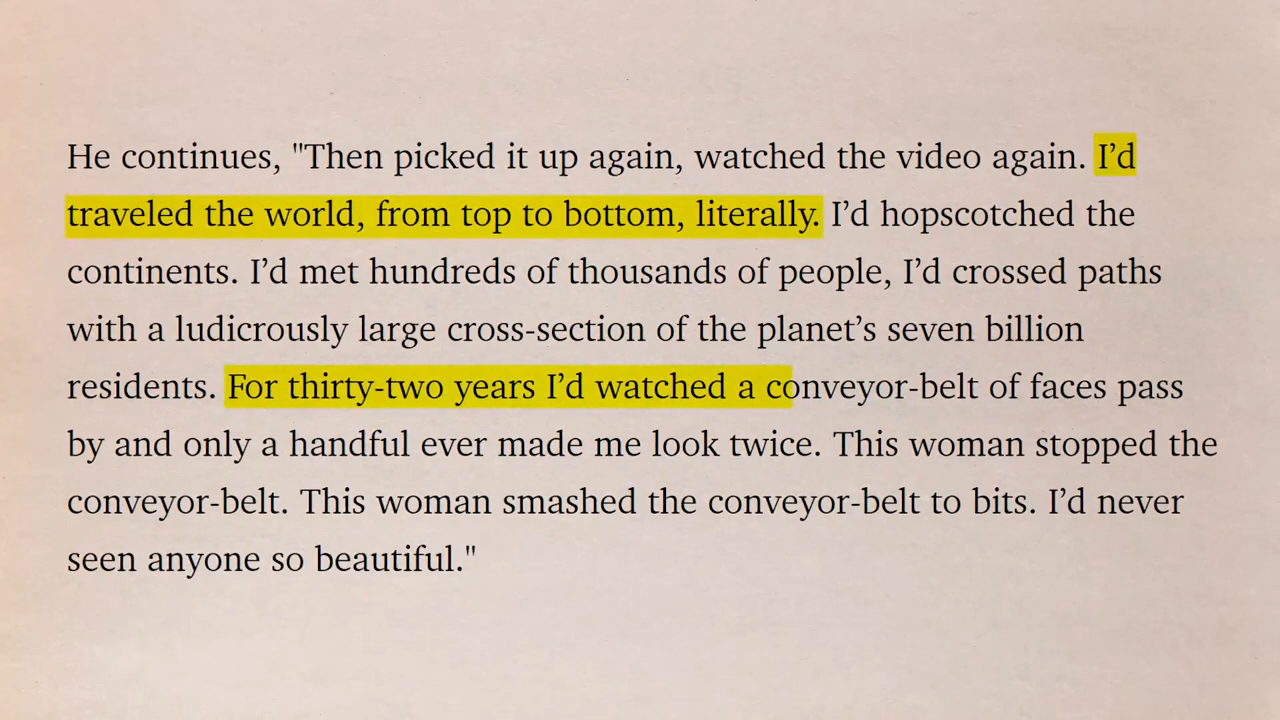 He continues, "Then picked it up again, watched the video again. I’d
traveled the world, from top to bottom, literally. I’d hopscotched the
continents. I’d met hundreds of thousands of people, I’d crossed paths
with a ludicrously large cross-section of the planet’s seven billion
residents. For thirty-two years I’d watched a conveyor-belt of faces pass
by and only a handful ever made me look twice. This woman stopped the
conveyor-belt. This woman smashed the conveyor-belt to bits. I’d never
seen anyone so beautiful."